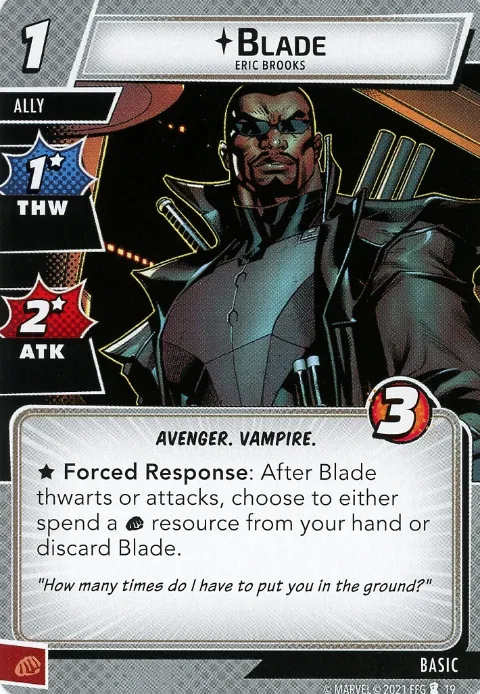 1
BLADE
ERIC BROOKS
ALLY
1
THW
2
ATK
3
AVENGER. VAMPIRE.
★ Forced Response: After Blade
thwarts or attacks, choose to either
spend a resource from your hand or
discard Blade.
"How many times do I have to put you in the ground?"
BASIC
© MARVEL © 2021 FFG 19